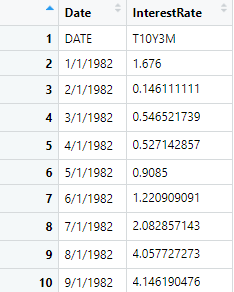 Date InterestRate
1 DATE T10Y3M
2 1/1/1982 1.676
3 2/1/1982 0.146111111
4 3/1/1982 0.546521739
5 4/1/1982 0.527142857
6 5/1/1982 0.9085
7 6/1/1982 1.220909091
8 7/1/1982 2.082857143
9 8/1/1982 4.057727273
10 9/1/1982 4.146190476